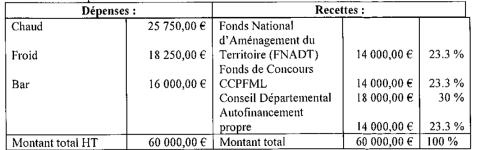 Dépenses : Recettes :
Chaud 25 750,00 € Fonds National
d'Aménagement du
Froid 18 250,00 € Territoire (FNADT) 14 000,00 € 23.3 %
Fonds de Concours
Bar 16 000,00 € CCPFML 14 000,00 € 23.3 %
Conseil Départemental 18 000,00 € 30 %
Autofinancement
propre 14 000,00 € 23.3 %
Montant total HT 60 000,00 € Montant total 60 000,00 € 100 %